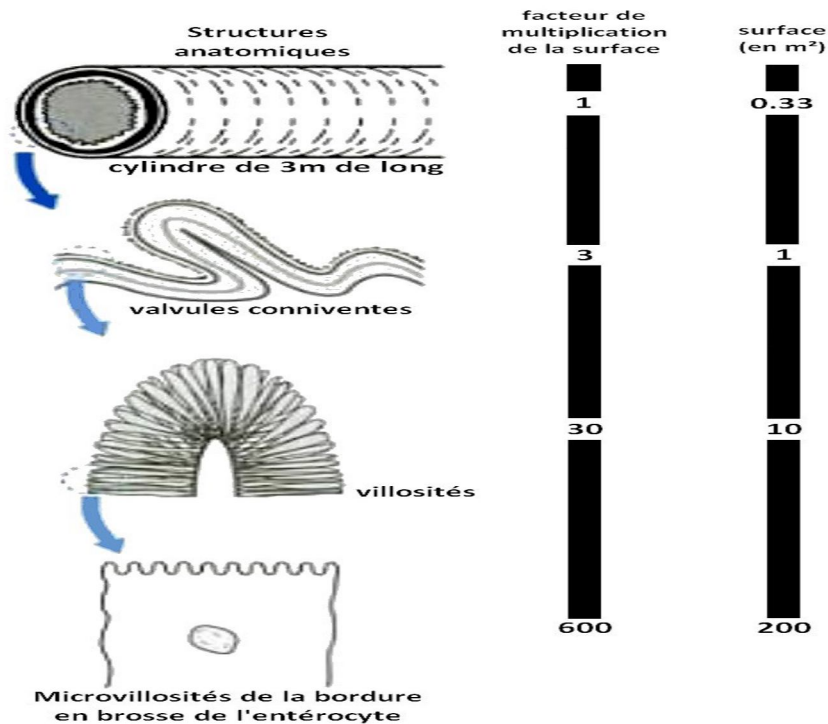 Structures
anatomiques
facteur de
multiplication
de la surface
surface
(en m²)
1
0.33
cylindre de 3m de long
3
1
valvules conniventes
30
10
villosités
600
200
Microvillosités de la bordure
en brosse de l'entérocyte